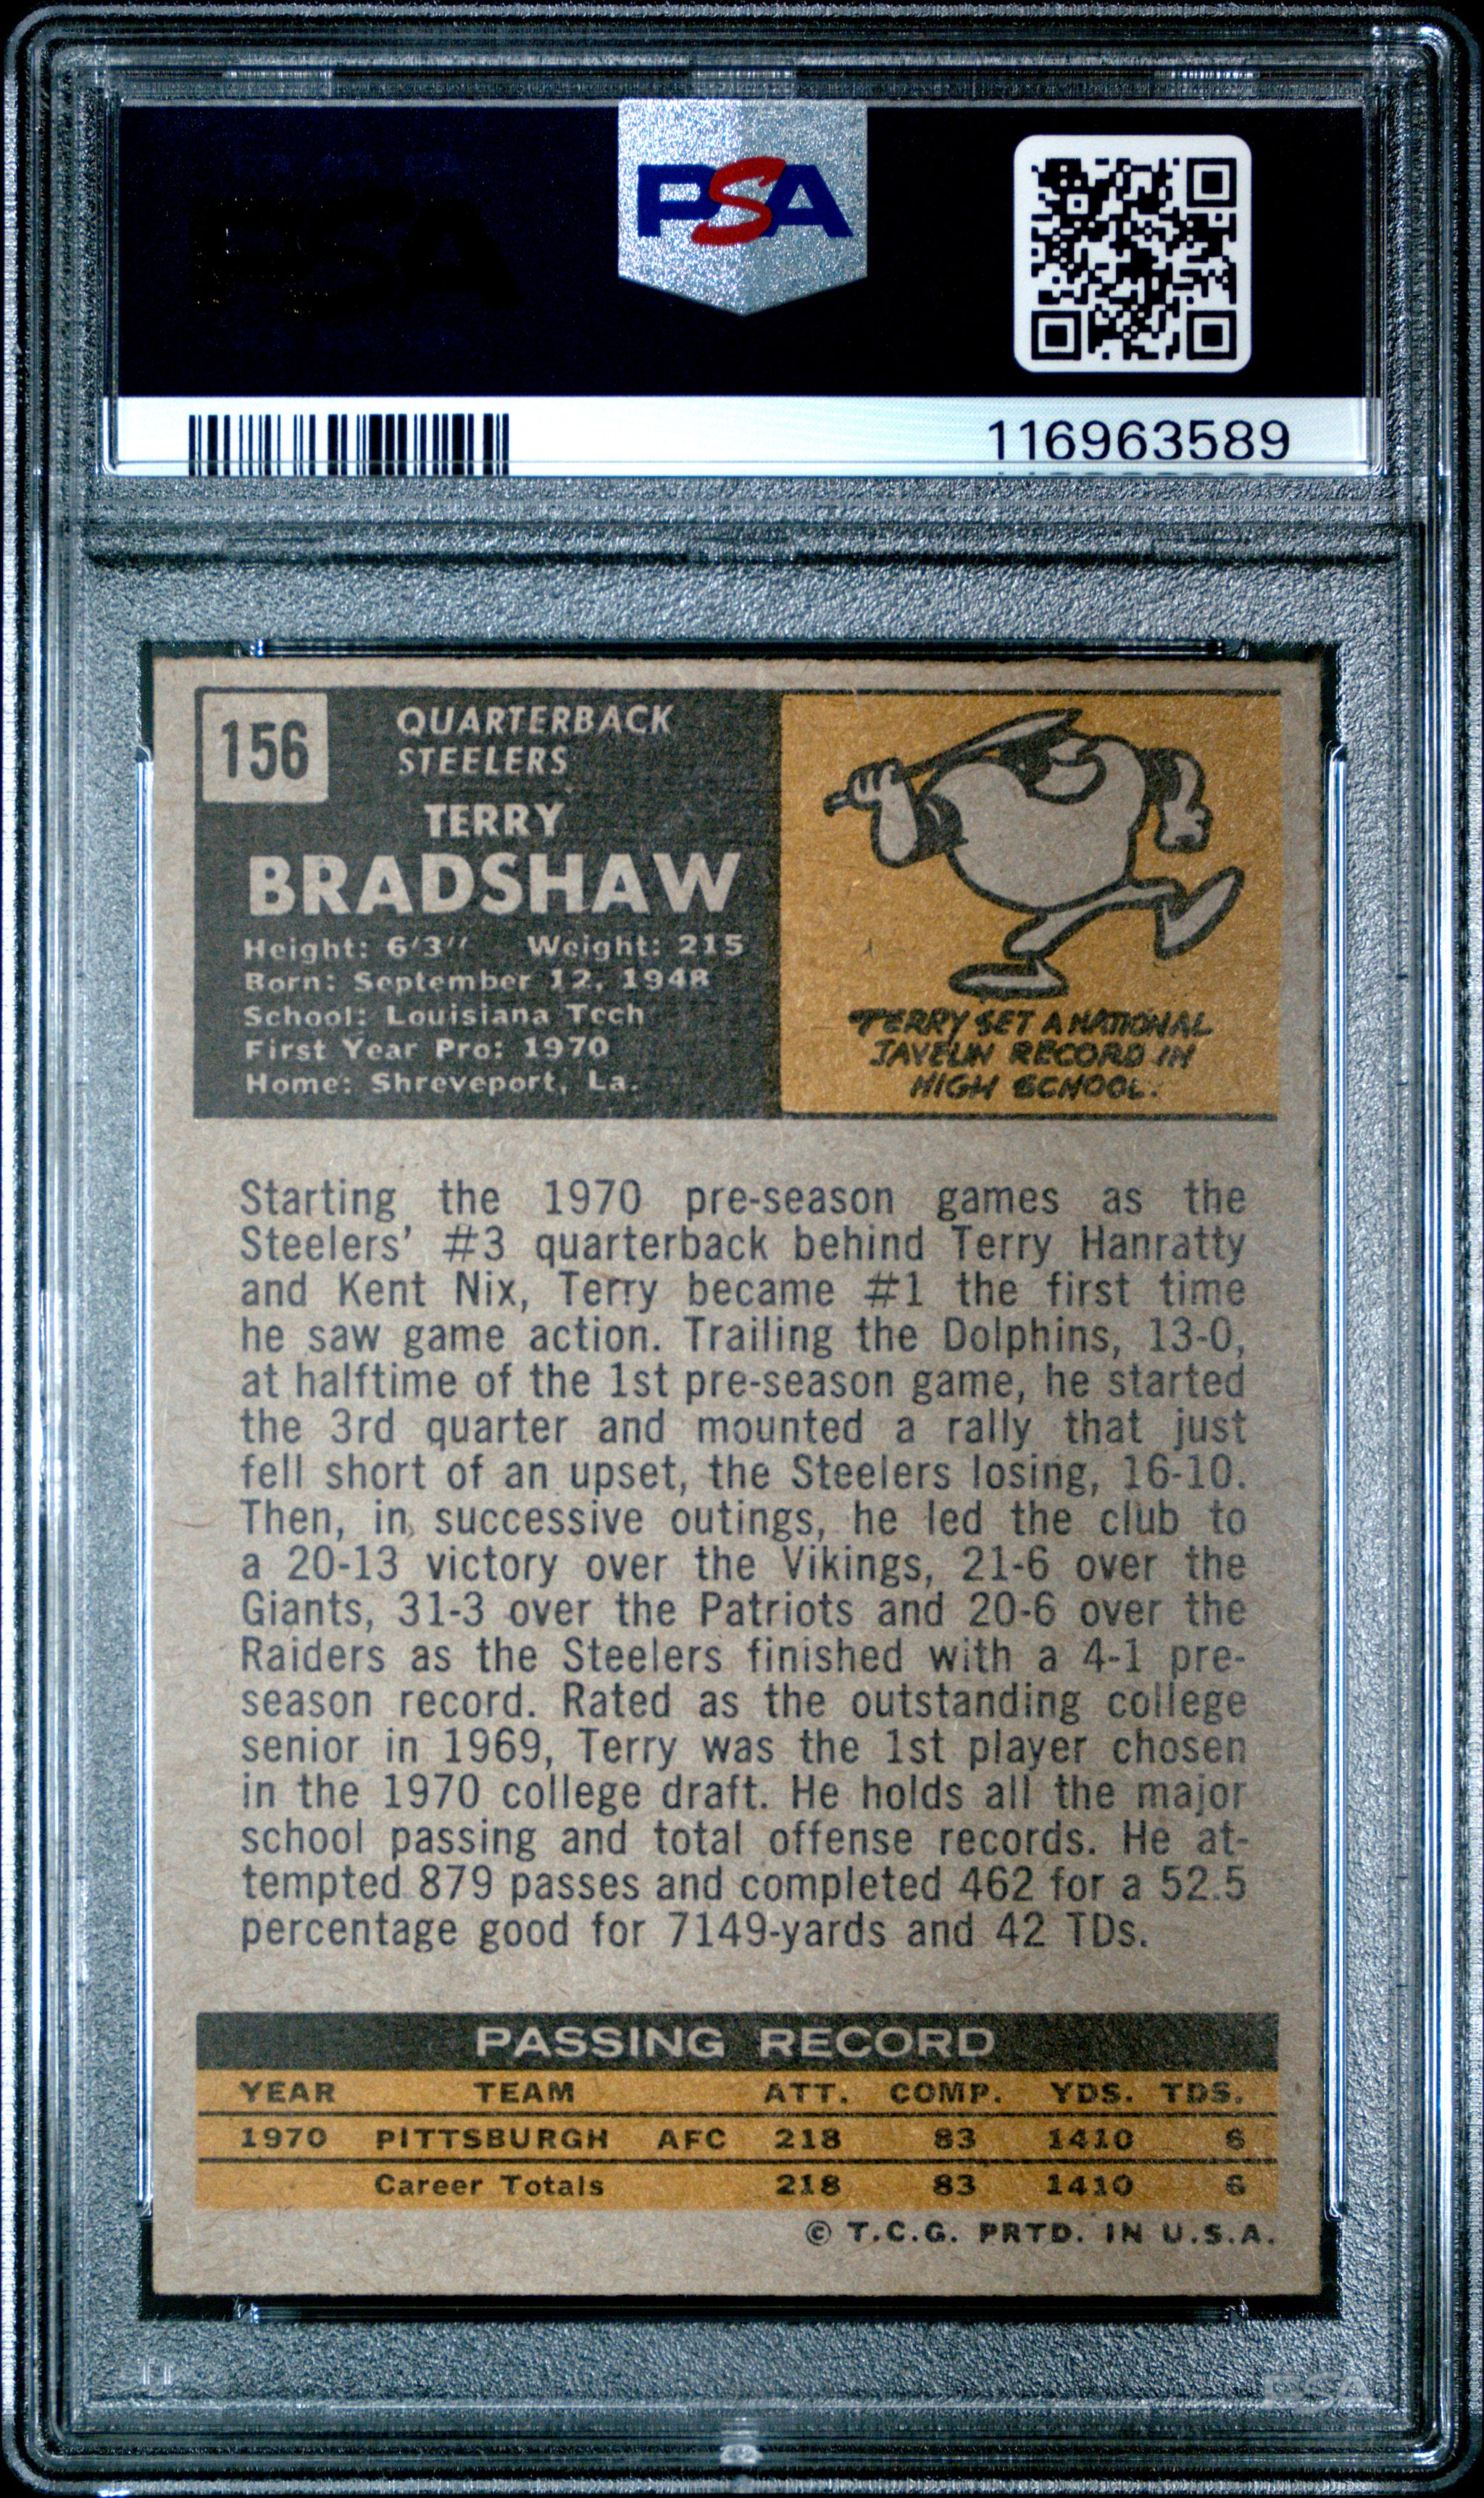 PSA
116963589
156
QUARTERBACK
STEELERS
TERRY
BRADSHAW
Height: 6'3'' Weight: 215
Born: September 12, 1948
School: Louisiana Tech
First Year Pro: 1970
Home: Shreveport, La.
TERRY SET A NATIONAL
JAVELIN RECORD IN
HIGH SCHOOL.
Starting the 1970 pre-season games as the
Steelers' #3 quarterback behind Terry Hanratty
and Kent Nix, Terry became #1 the first time
he saw game action. Trailing the Dolphins, 13-0,
at halftime of the 1st pre-season game, he started
the 3rd quarter and mounted a rally that just
fell short of an upset, the Steelers losing, 16-10.
Then, in successive outings, he led the club to
a 20-13 victory over the Vikings, 21-6 over the
Giants, 31-3 over the Patriots and 20-6 over the
Raiders as the Steelers finished with a 4-1 pre-
season record. Rated as the outstanding college
senior in 1969, Terry was the 1st player chosen
in the 1970 college draft. He holds all the major
school passing and total offense records. He at-
tempted 879 passes and completed 462 for a 52.5
percentage good for 7149-yards and 42 TDs.
PASSING RECORD
YEAR TEAM ATT. COMP. YDS. TDS.
1970 PITTSBURGH AFC 218 83 1410 6
Career Totals 218 83 1410 6
© T.C.G. PRTD. IN U.S.A.
PSA